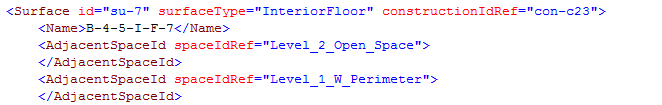 <Surface id="su-7" surfaceType="InteriorFloor" constructionIdRef="con-c23">
<Name>B-4-5-I-F-7</Name>
<AdjacentSpaceId spaceIdRef="Level_2_Open_Space">
</AdjacentSpaceId>
<AdjacentSpaceId spaceIdRef="Level_1_W_Perimeter">
</AdjacentSpaceId>